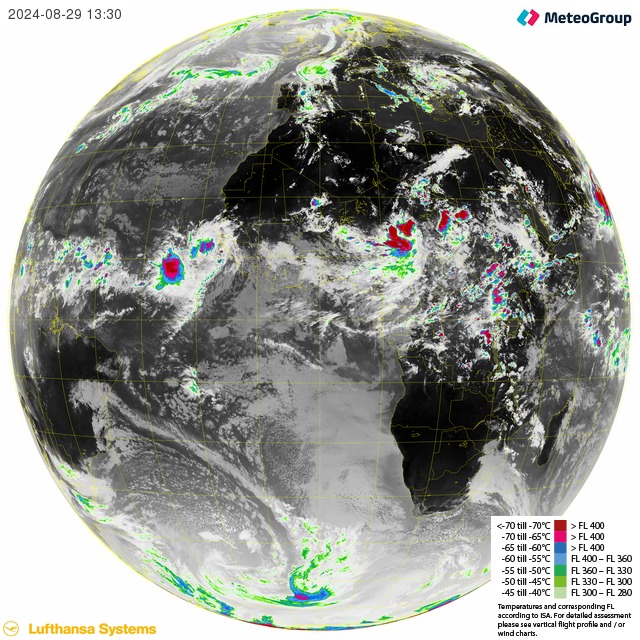 2024-08-29 13:30
MeteoGroup
<-70 till -70°C > FL 400
-70 till -65°C > FL 400
-65 till -60°C > FL 400
-60 till -55°C FL 400 - FL 360
-55 till -50°C FL 360 - FL 330
-50 till -45°C FL 330 - FL 300
-45 till -40°C FL 300 - FL 280
Temperatures and corresponding FL
according to ISA. For detailed assessment
please see vertical flight profile and / or
wind charts.
Lufthansa Systems